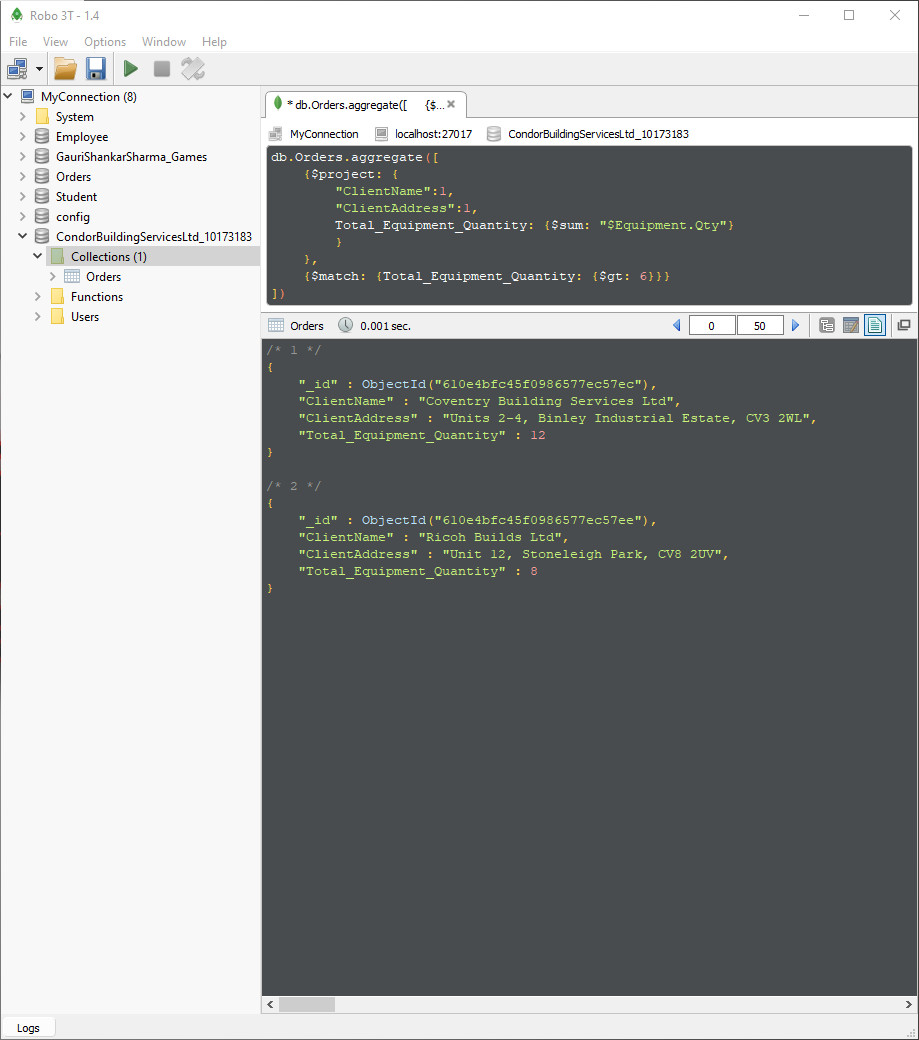 Robo 3T - 1.4
File View Options Window Help
MyConnection (8)
System
Employee
GauriShankarSharma_Games
Orders
Student
config
CondorBuildingServicesLtd_10173183
Collections (1)
Orders
Functions
Users
* db.Orders.aggregate([ {$...
MyConnection localhost:27017 CondorBuildingServicesLtd_10173183
db.Orders.aggregate([
{$project: {
"ClientName":1,
"ClientAddress":1,
Total_Equipment_Quantity: {$sum: "$Equipment.Qty"}
}
},
{$match: {Total_Equipment_Quantity: {$gt: 6}}}
])
Orders 0.001 sec. 0 50
/* 1 */
{
"_id" : ObjectId("610e4bfc45f0986577ec57ec"),
"ClientName" : "Coventry Building Services Ltd",
"ClientAddress" : "Units 2-4, Binley Industrial Estate, CV3 2WL",
"Total_Equipment_Quantity" : 12
}
/* 2 */
{
"_id" : ObjectId("610e4bfc45f0986577ec57ee"),
"ClientName" : "Ricoh Builds Ltd",
"ClientAddress" : "Unit 12, Stoneleigh Park, CV8 2UV",
"Total_Equipment_Quantity" : 8
}
Logs